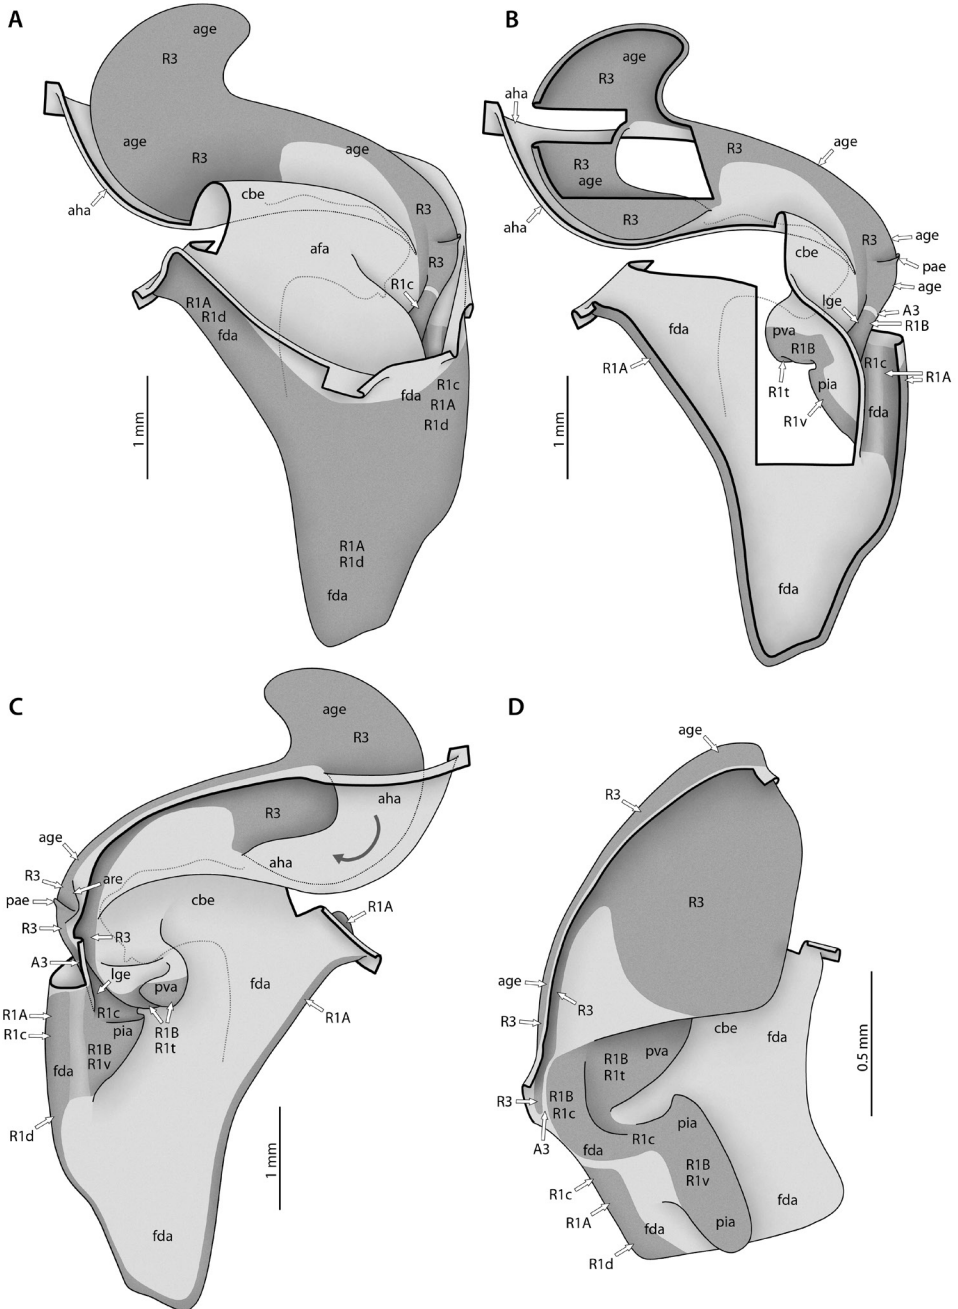 A
age
R3
age
R3
age
aha
cbe
R3
afa
R3
R1c
R1A
R1d
fda
fda
R1c
R1A
R1d
1 mm
R1A
R1d
fda
B
age
R3
aha
R3
age
R3
age
R3
aha
cbe
R3
age
pae
age
lge
A3
R1B
fda
pva
R1B
R1c
R1A
R1A
R1t
pia
R1v
fda
1 mm
fda
C
age
R3
aha
R3
age
aha
R3
are
pae
cbe
R1A
R3
R3
A3
lge
fda
pva
R1A
R1c
R1A
R1c
pia
R1B
R1t
R1B
R1v
fda
R1d
1 mm
fda
D
age
R3
R3
age
R3
R3
cbe
fda
pva
R1B
R1t
0.5 mm
R3
R1B
R1c
pia
A3
R1c
fda
R1B
R1v
R1c
fda
R1A
fda
pia
R1d